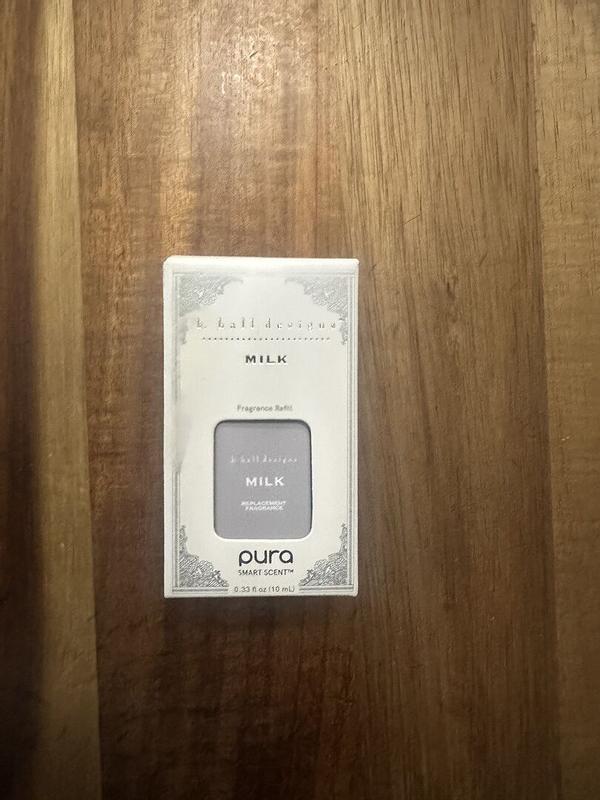 k. hall designs
MILK
Fragrance Refill
k. hall designs
MILK
REPLACEMENT
FRAGRANCE
pura
SMART SCENT™
0.33 fl oz (10 mL)